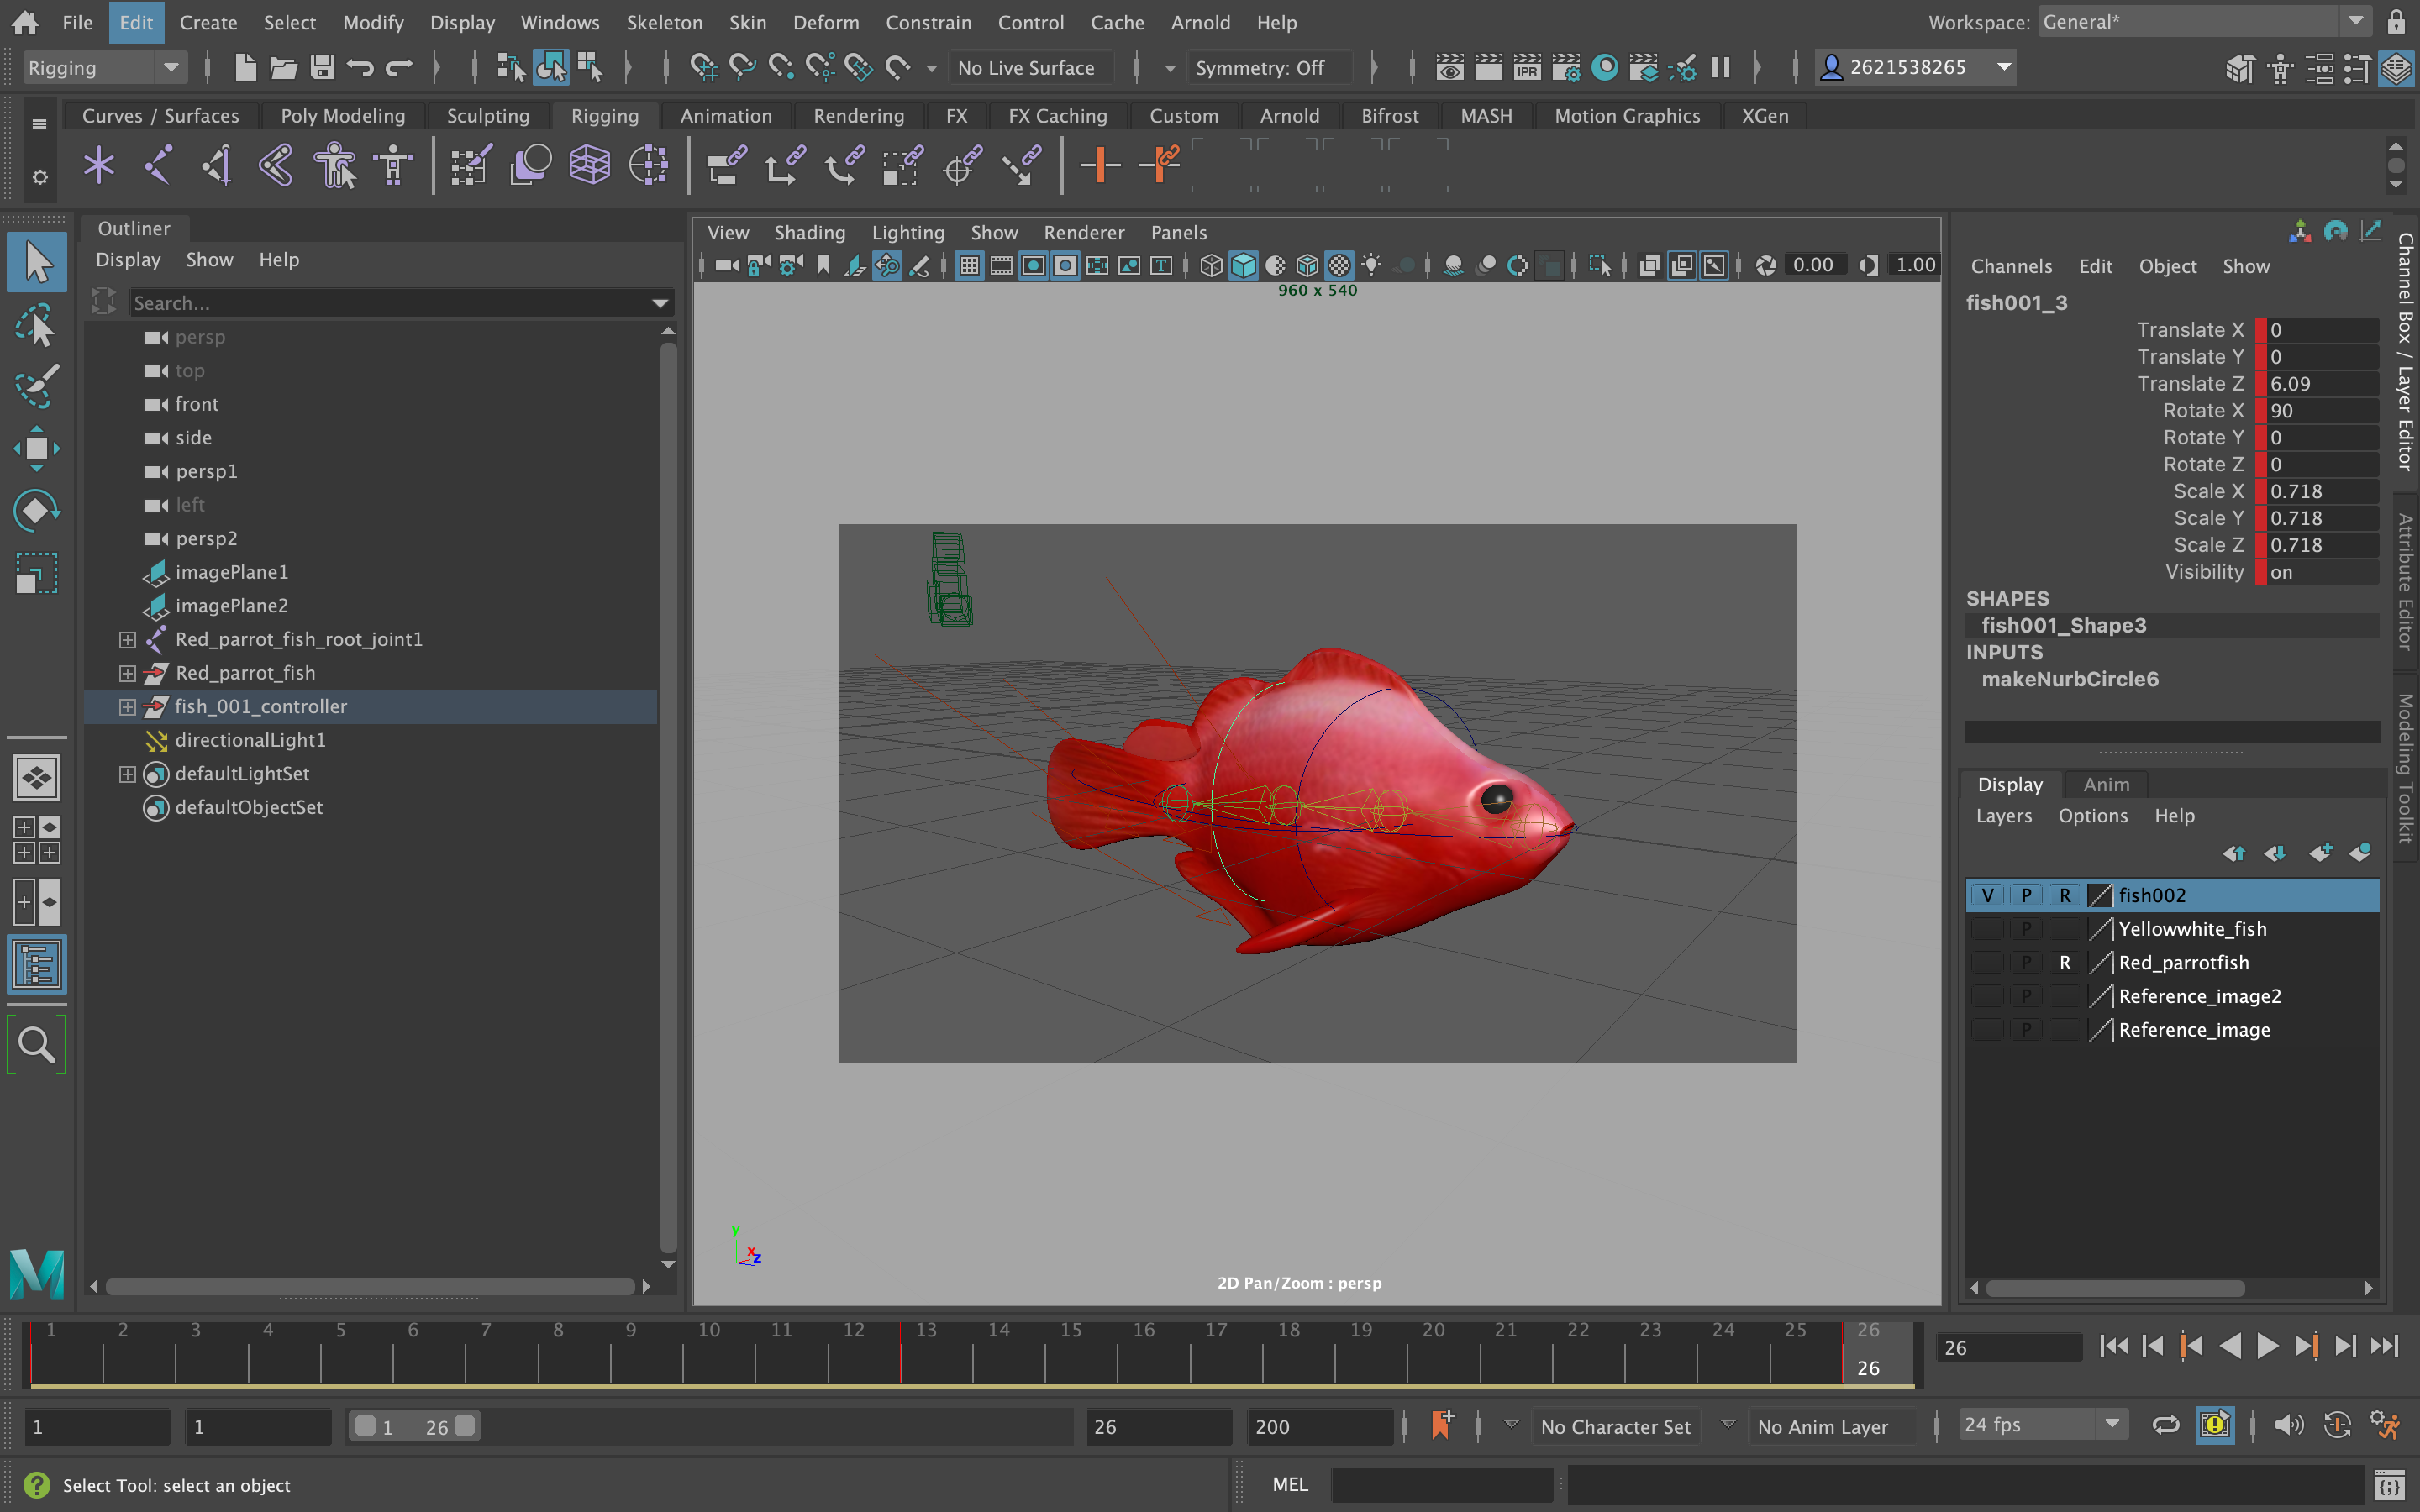 File Edit Create Select Modify Display Windows Skeleton Skin Deform Constrain Control Cache Arnold Help Workspace: General*
Rigging No Live Surface Symmetry: Off IPR 2621538265
Curves / Surfaces Poly Modeling Sculpting Rigging Animation Rendering FX FX Caching Custom Arnold Bifrost MASH Motion Graphics XGen
Outliner
Display Show Help
Search...
persp
top
front
side
persp1
left
persp2
imagePlane1
imagePlane2
Red_parrot_fish_root_joint1
Red_parrot_fish
fish_001_controller
directionalLight1
defaultLightSet
defaultObjectSet
View Shading Lighting Show Renderer Panels
T 0.00 1.00
960 x 540
Y
X
Z
2D Pan/Zoom : persp
Channels Edit Object Show
fish001_3
Translate X 0
Translate Y 0
Translate Z 6.09
Rotate X 90
Rotate Y 0
Rotate Z 0
Scale X 0.718
Scale Y 0.718
Scale Z 0.718
Visibility on
SHAPES
fish001_Shape3
INPUTS
makeNurbCircle6
Display Anim
Layers Options Help
V P R fish002
P Yellowwhite_fish
P R Red_parrotfish
P Reference_image2
P Reference_image
Channel Box / Layer Editor
Attribute Editor
Modeling Toolkit
M
1 2 3 4 5 6 7 8 9 10 11 12 13 14 15 16 17 18 19 20 21 22 23 24 25 26
26
26
1 1 1 26 26 200 No Character Set No Anim Layer 24 fps
? Select Tool: select an object MEL